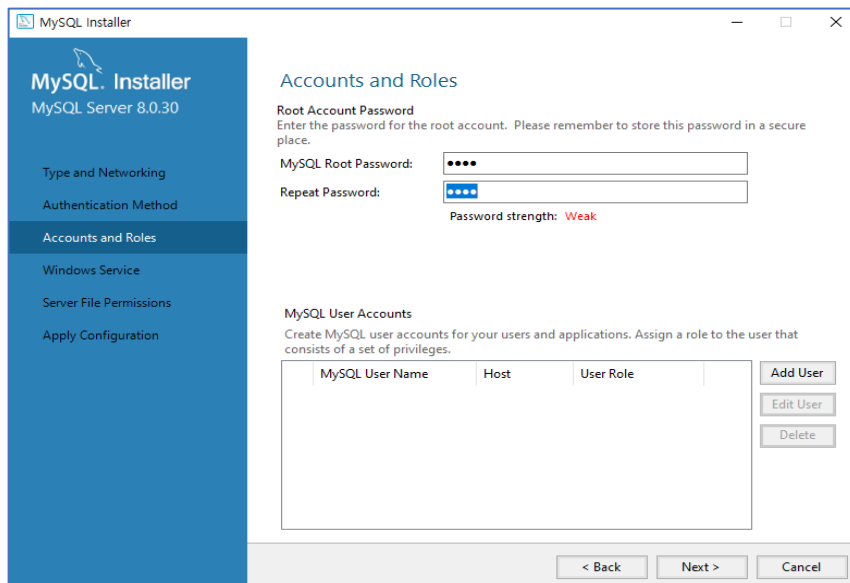 MySQL Installer
MySQL. Installer
MySQL Server 8.0.30
Type and Networking
Authentication Method
Accounts and Roles
Windows Service
Server File Permissions
Apply Configuration
Accounts and Roles
Root Account Password
Enter the password for the root account. Please remember to store this password in a secure
place.
MySQL Root Password: ●●●●
Repeat Password: ●●●●
Password strength: Weak
MySQL User Accounts
Create MySQL user accounts for your users and applications. Assign a role to the user that
consists of a set of privileges.
MySQL User Name Host User Role
Add User
Edit User
Delete
< Back Next > Cancel